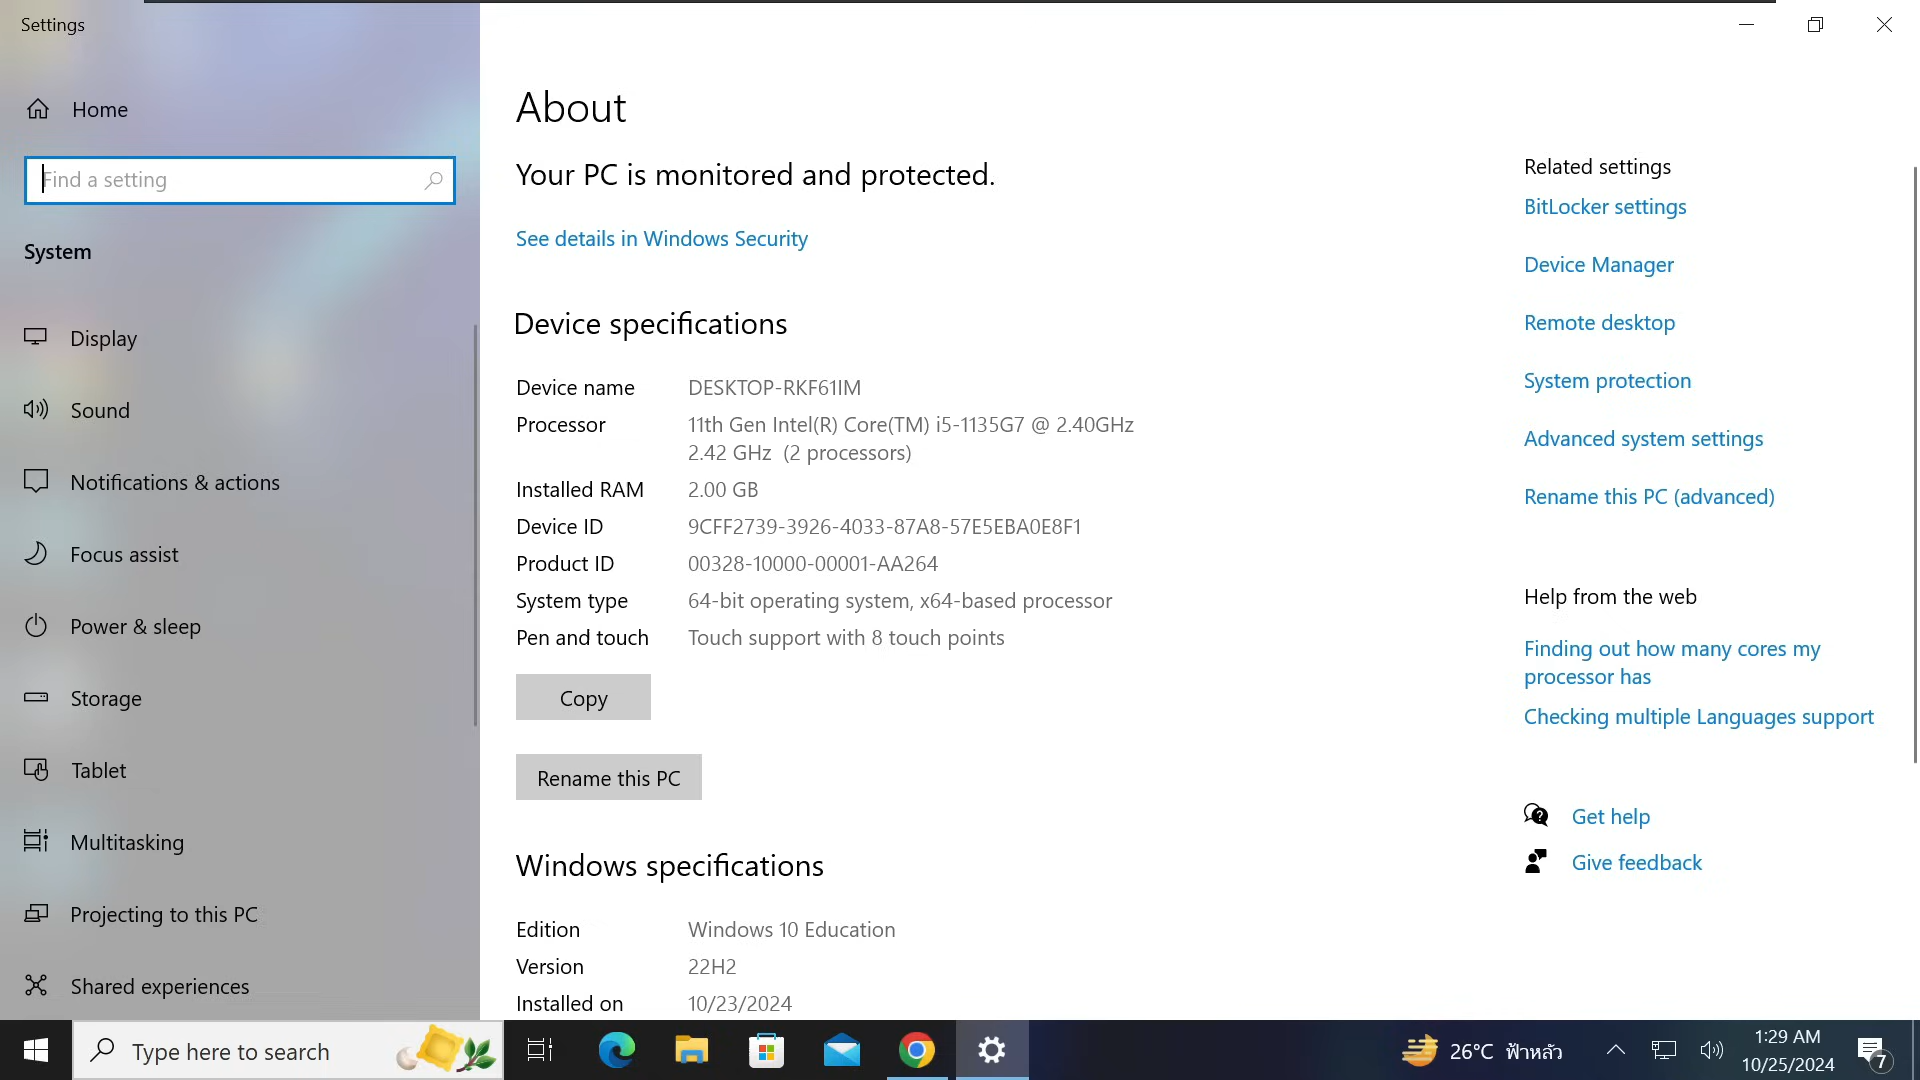 Settings
Home
Find a setting
System
Display
Sound
Notifications & actions
Focus assist
Power & sleep
Storage
Tablet
Multitasking
Projecting to this PC
Shared experiences
About
Your PC is monitored and protected.
See details in Windows Security
Device specifications
Device name DESKTOP-RKF61IM
Processor 11th Gen Intel(R) Core(TM) i5-1135G7 @ 2.40GHz
2.42 GHz (2 processors)
Installed RAM 2.00 GB
Device ID 9CFF2739-3926-4033-87A8-57E5EBA0E8F1
Product ID 00328-10000-00001-AA264
System type 64-bit operating system, x64-based processor
Pen and touch Touch support with 8 touch points
Copy
Rename this PC
Windows specifications
Edition Windows 10 Education
Version 22H2
Installed on 10/23/2024
Related settings
BitLocker settings
Device Manager
Remote desktop
System protection
Advanced system settings
Rename this PC (advanced)
Help from the web
Finding out how many cores my
processor has
Checking multiple Languages support
Get help
Give feedback
Type here to search
26°C ฟ้าหลัว
1:29 AM
10/25/2024
7